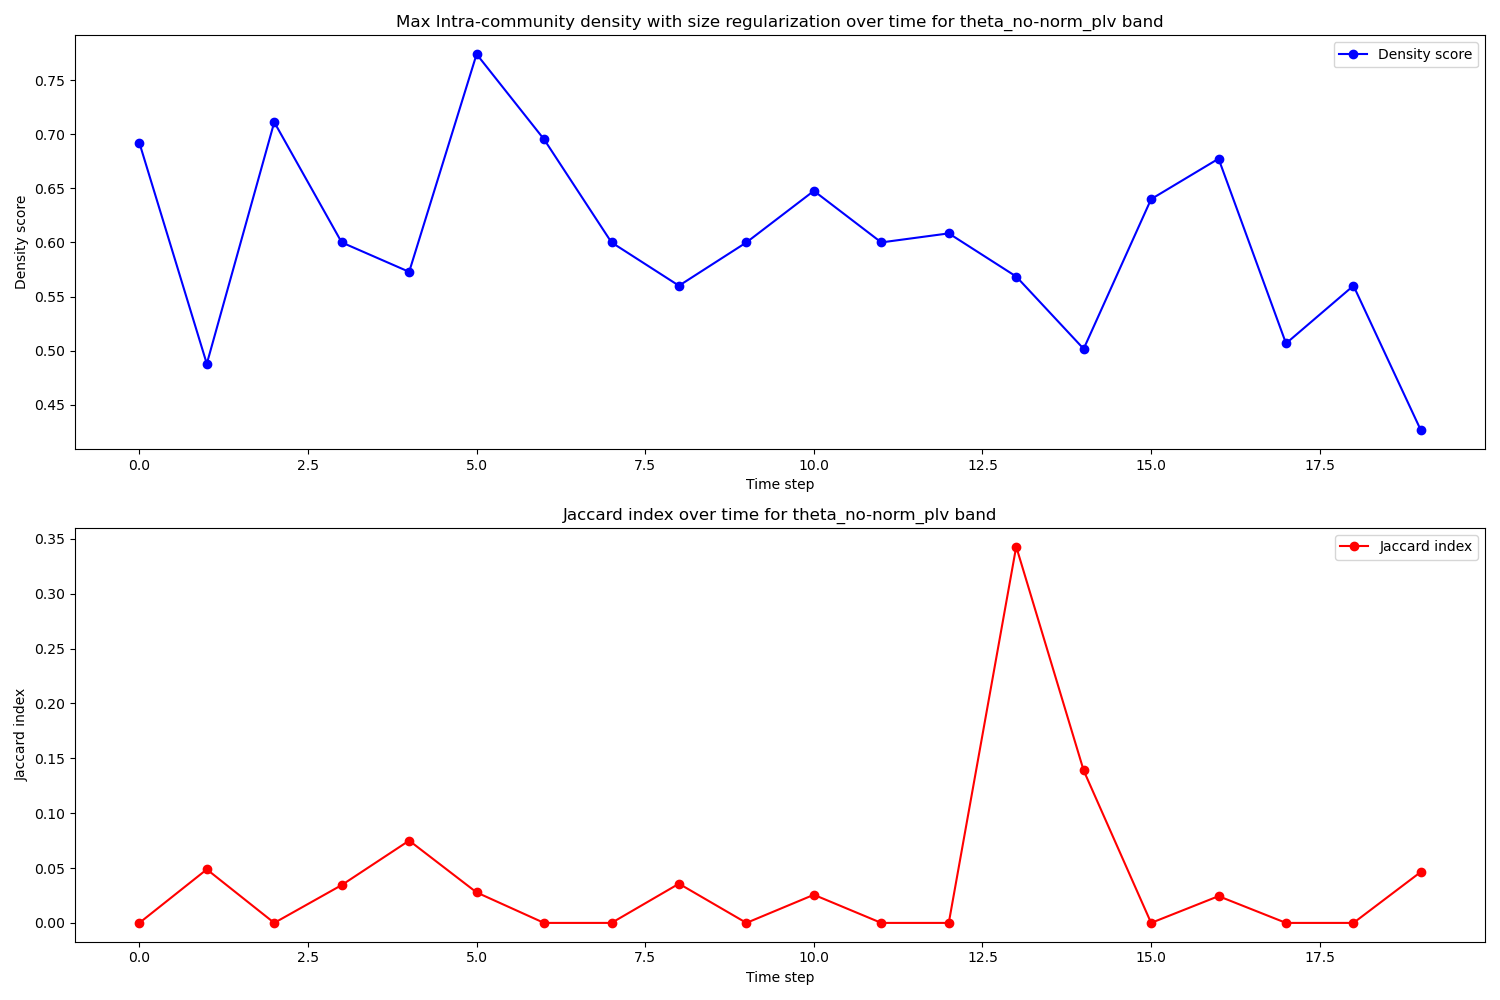 Max Intra-community density with size regularization over time for theta_no-norm_plv band
Density score
0.75
0.70
0.65
0.60
0.55
0.50
0.45
Density score
0.0 2.5 5.0 7.5 10.0 12.5 15.0 17.5
Time step
Jaccard index over time for theta_no-norm_plv band
Jaccard index
0.35
0.30
0.25
0.20
0.15
0.10
0.05
0.00
Jaccard index
0.0 2.5 5.0 7.5 10.0 12.5 15.0 17.5
Time step